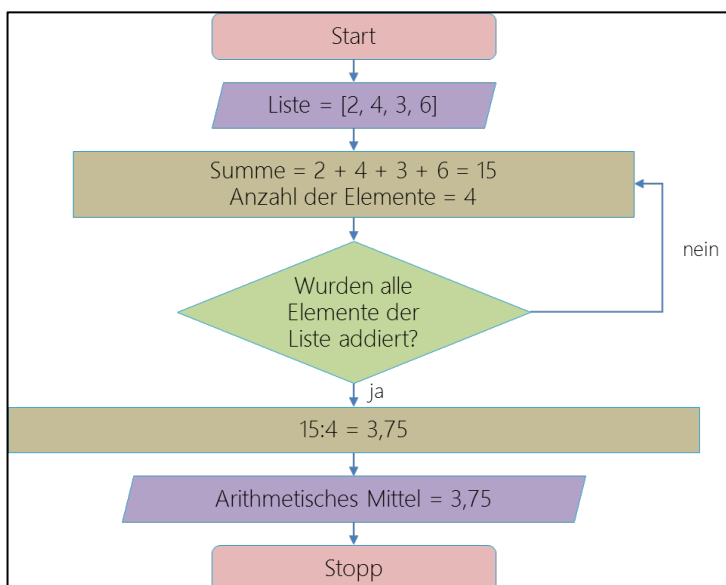 Start
Liste = [2, 4, 3, 6]
Summe = 2 + 4 + 3 + 6 = 15
Anzahl der Elemente = 4
nein
Wurden alle
Elemente der
Liste addiert?
ja
15:4 = 3,75
Arithmetisches Mittel = 3,75
Stopp